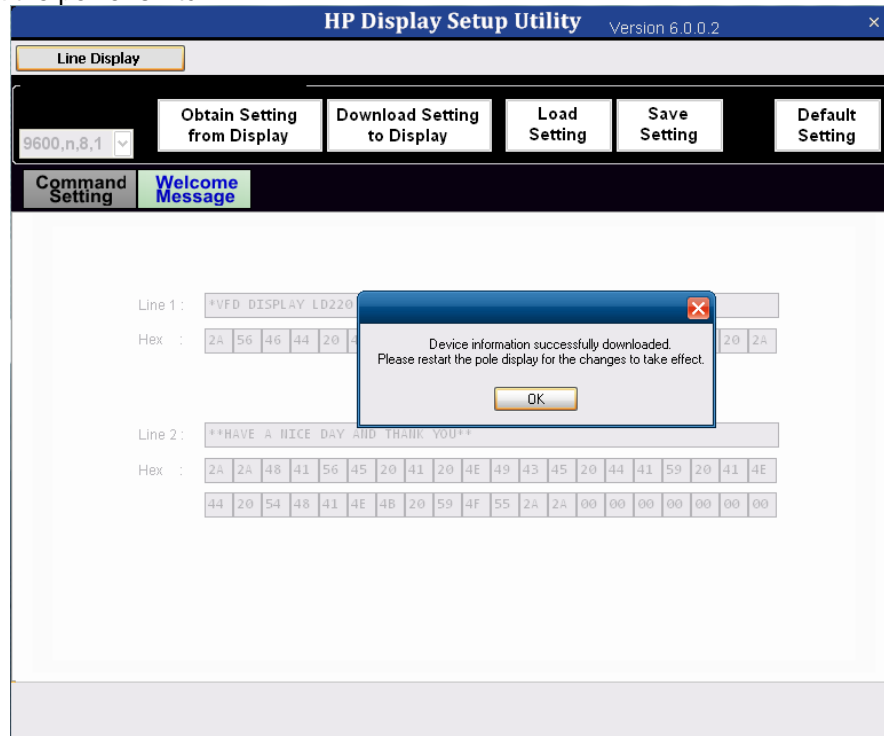 HP Display Setup Utility Version 6.0.0.2 ×
Line Display
9600,n,8,1
Obtain Setting from Display
Download Setting to Display
Load Setting
Save Setting
Default Setting
Command Setting
Welcome Message
Line 1 : *VFD DISPLAY LD220
Hex : 2A 56 46 44 20 20 2A
Device information successfully downloaded.
Please restart the pole display for the changes to take effect.
OK
Line 2 : **HAVE A NICE DAY AND THANK YOU**
Hex : 2A 2A 48 41 56 45 20 41 20 4E 49 43 45 20 44 41 59 20 41 4E
44 20 54 48 41 4E 4B 20 59 4F 55 2A 2A 00 00 00 00 00 00 00